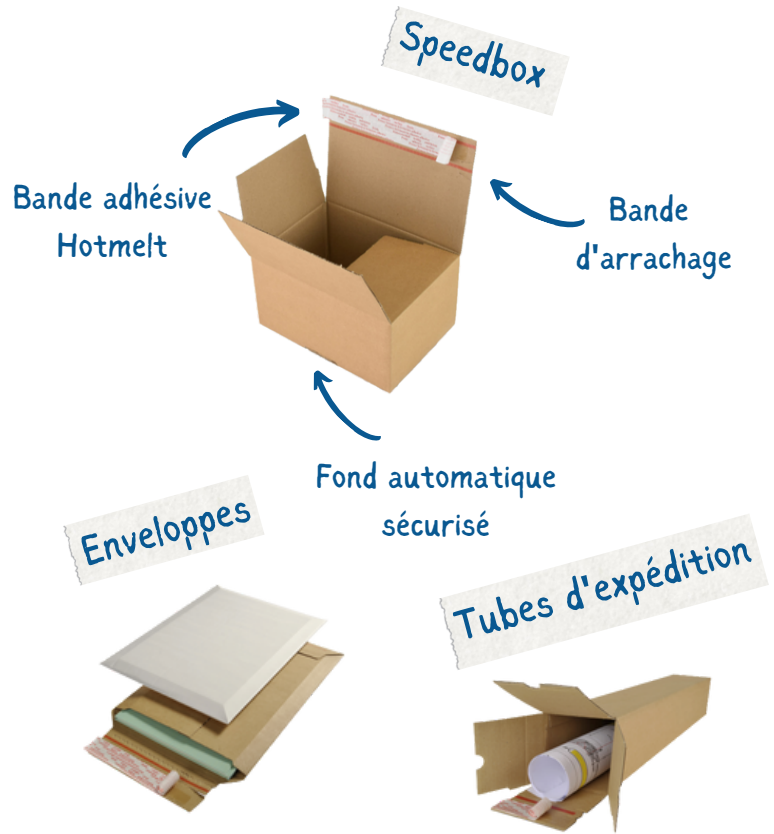 Speedbox
Bande adhésive
Hotmelt
Bande
d'arrachage
Fond automatique
sécurisé
Enveloppes
Tubes d'expédition